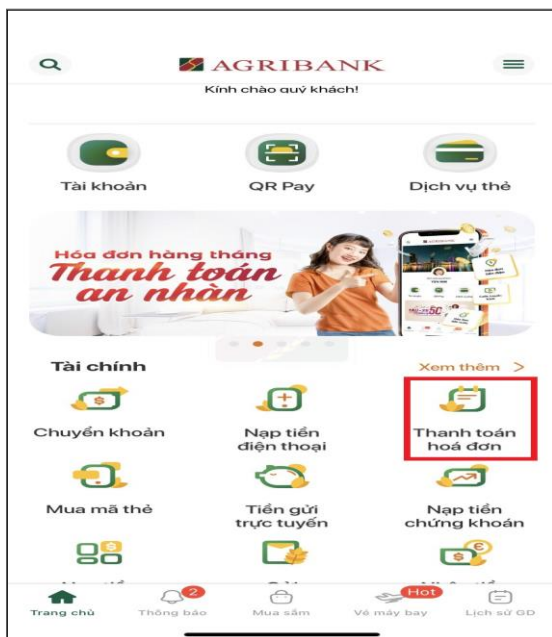 AGRIBANK
Kính chào quý khách!
Tài khoản
QR Pay
Dịch vụ thẻ
Hóa đơn hàng tháng
Thanh toán
an nhàn
Tài chính
Xem thêm >
Chuyển khoản
Nạp tiền
điện thoại
Thanh toán
hoá đơn
Mua mã thẻ
Tiền gửi
trực tuyến
Nạp tiền
chứng khoán
2
Hot
Trang chủ
Thông báo
Mua sắm
Vé máy bay
Lịch sử GD